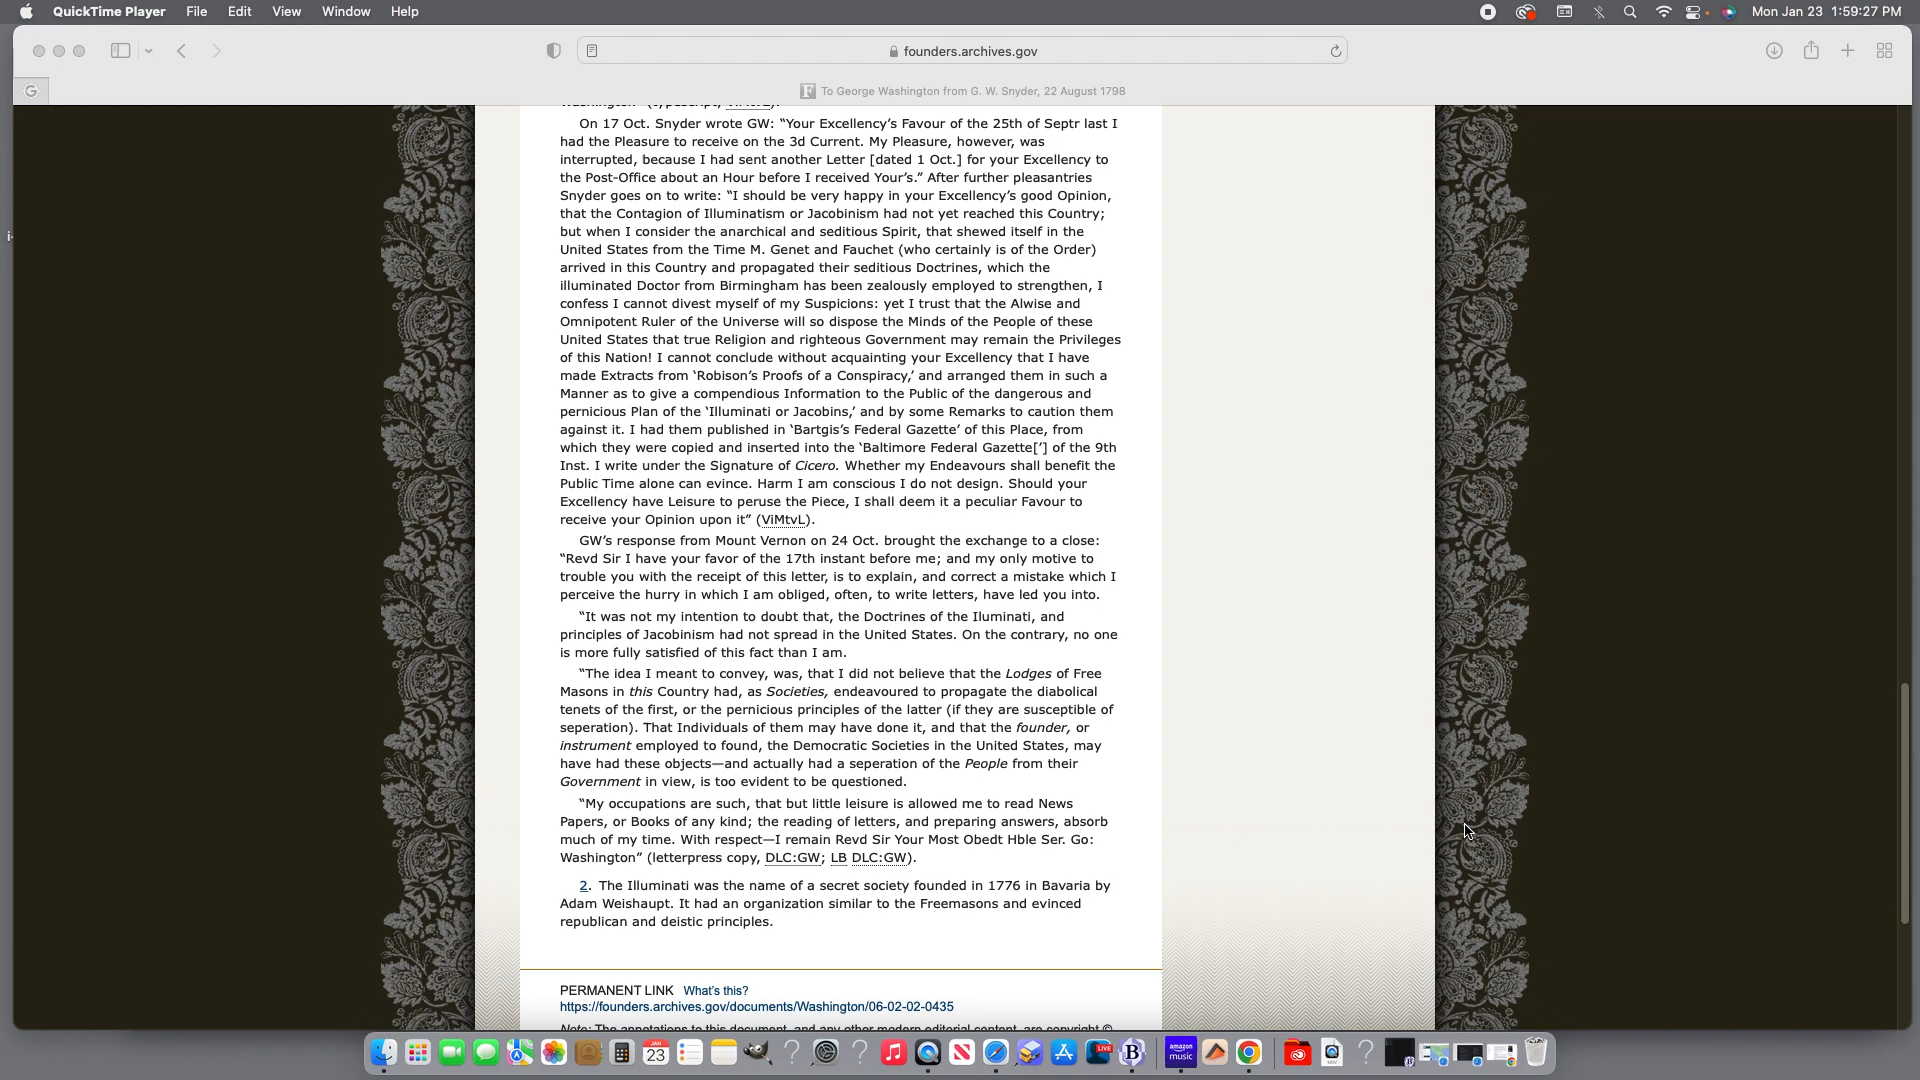 QuickTime Player File Edit View Window Help
Mon Jan 23 1:59:27 PM
founders.archives.gov
G
F To George Washington from G. W. Snyder, 22 August 1798
i-
On 17 Oct. Snyder wrote GW: “Your Excellency’s Favour of the 25th of Septr last I
had the Pleasure to receive on the 3d Current. My Pleasure, however, was
interrupted, because I had sent another Letter [dated 1 Oct.] for your Excellency to
the Post-Office about an Hour before I received Your’s.” After further pleasantries
Snyder goes on to write: “I should be very happy in your Excellency’s good Opinion,
that the Contagion of Illuminatism or Jacobinism had not yet reached this Country;
but when I consider the anarchical and seditious Spirit, that shewed itself in the
United States from the Time M. Genet and Fauchet (who certainly is of the Order)
arrived in this Country and propagated their seditious Doctrines, which the
illuminated Doctor from Birmingham has been zealously employed to strengthen, I
confess I cannot divest myself of my Suspicions: yet I trust that the Alwise and
Omnipotent Ruler of the Universe will so dispose the Minds of the People of these
United States that true Religion and righteous Government may remain the Privileges
of this Nation! I cannot conclude without acquainting your Excellency that I have
made Extracts from ‘Robison’s Proofs of a Conspiracy,’ and arranged them in such a
Manner as to give a compendious Information to the Public of the dangerous and
pernicious Plan of the ‘Illuminati or Jacobins,’ and by some Remarks to caution them
against it. I had them published in ‘Bartgis’s Federal Gazette’ of this Place, from
which they were copied and inserted into the ‘Baltimore Federal Gazette[’] of the 9th
Inst. I write under the Signature of Cicero. Whether my Endeavours shall benefit the
Public Time alone can evince. Harm I am conscious I do not design. Should your
Excellency have Leisure to peruse the Piece, I shall deem it a peculiar Favour to
receive your Opinion upon it” (ViMtvL).
GW’s response from Mount Vernon on 24 Oct. brought the exchange to a close:
“Revd Sir I have your favor of the 17th instant before me; and my only motive to
trouble you with the receipt of this letter, is to explain, and correct a mistake which I
perceive the hurry in which I am obliged, often, to write letters, have led you into.
“It was not my intention to doubt that, the Doctrines of the Iluminati, and
principles of Jacobinism had not spread in the United States. On the contrary, no one
is more fully satisfied of this fact than I am.
“The idea I meant to convey, was, that I did not believe that the Lodges of Free
Masons in this Country had, as Societies, endeavoured to propagate the diabolical
tenets of the first, or the pernicious principles of the latter (if they are susceptible of
seperation). That Individuals of them may have done it, and that the founder, or
instrument employed to found, the Democratic Societies in the United States, may
have had these objects—and actually had a seperation of the People from their
Government in view, is too evident to be questioned.
“My occupations are such, that but little leisure is allowed me to read News
Papers, or Books of any kind; the reading of letters, and preparing answers, absorb
much of my time. With respect—I remain Revd Sir Your Most Obedt Hble Ser. Go:
Washington” (letterpress copy, DLC:GW; LB DLC:GW).
2. The Illuminati was the name of a secret society founded in 1776 in Bavaria by
Adam Weishaupt. It had an organization similar to the Freemasons and evinced
republican and deistic principles.
PERMANENT LINK What’s this?
https://founders.archives.gov/documents/Washington/06-02-02-0435
Note: The annotations to this document, and any other modern editorial content, are copyright ©
JAN
23
LIVE
B
amazon
music